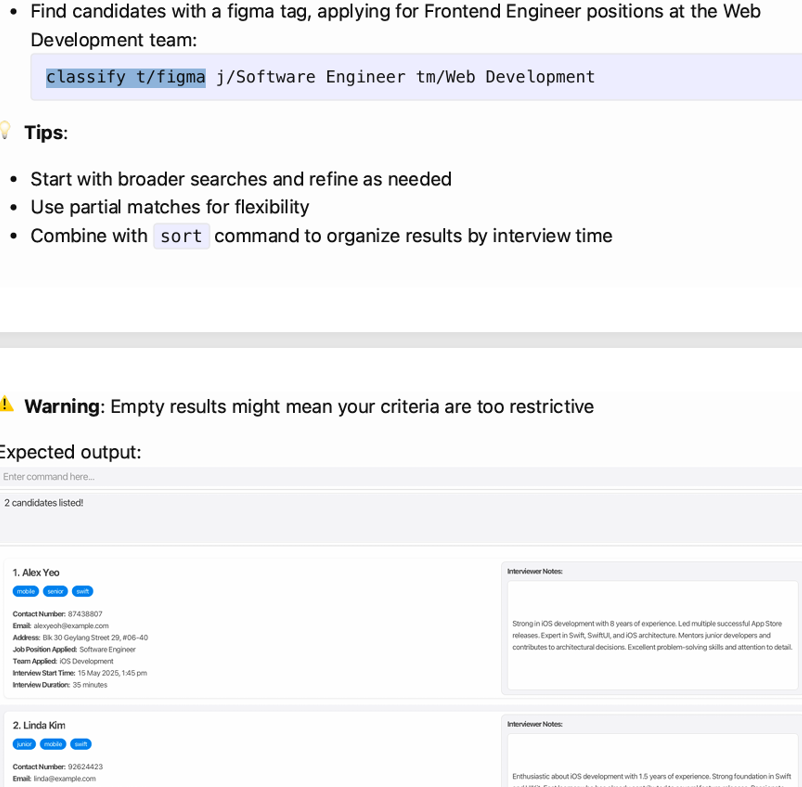 • Find candidates with a figma tag, applying for Frontend Engineer positions at the Web
Development team:
classify t/figma j/Software Engineer tm/Web Development
💡 Tips:
• Start with broader searches and refine as needed
• Use partial matches for flexibility
• Combine with sort command to organize results by interview time
⚠️ Warning: Empty results might mean your criteria are too restrictive
Expected output:
Enter command here...
2 candidates listed!
1. Alex Yeo
mobile senior swift
Contact Number: 87438807
Email: alexyeoh@example.com
Address: Blk 30 Geylang Street 29, #06-40
Job Position Applied: Software Engineer
Team Applied: iOS Development
Interview Start Time: 15 May 2025, 1:45 pm
Interview Duration: 35 minutes
Interviewer Notes:
Strong in iOS development with 8 years of experience. Led multiple successful App Store
releases. Expert in Swift, SwiftUI, and iOS architecture. Mentors junior developers and
contributes to architectural decisions. Excellent problem-solving skills and attention to detail.
2. Linda Kim
junior mobile swift
Contact Number: 92624423
Email: linda@example.com
Interviewer Notes:
Enthusiastic about iOS development with 1.5 years of experience. Strong foundation in Swift